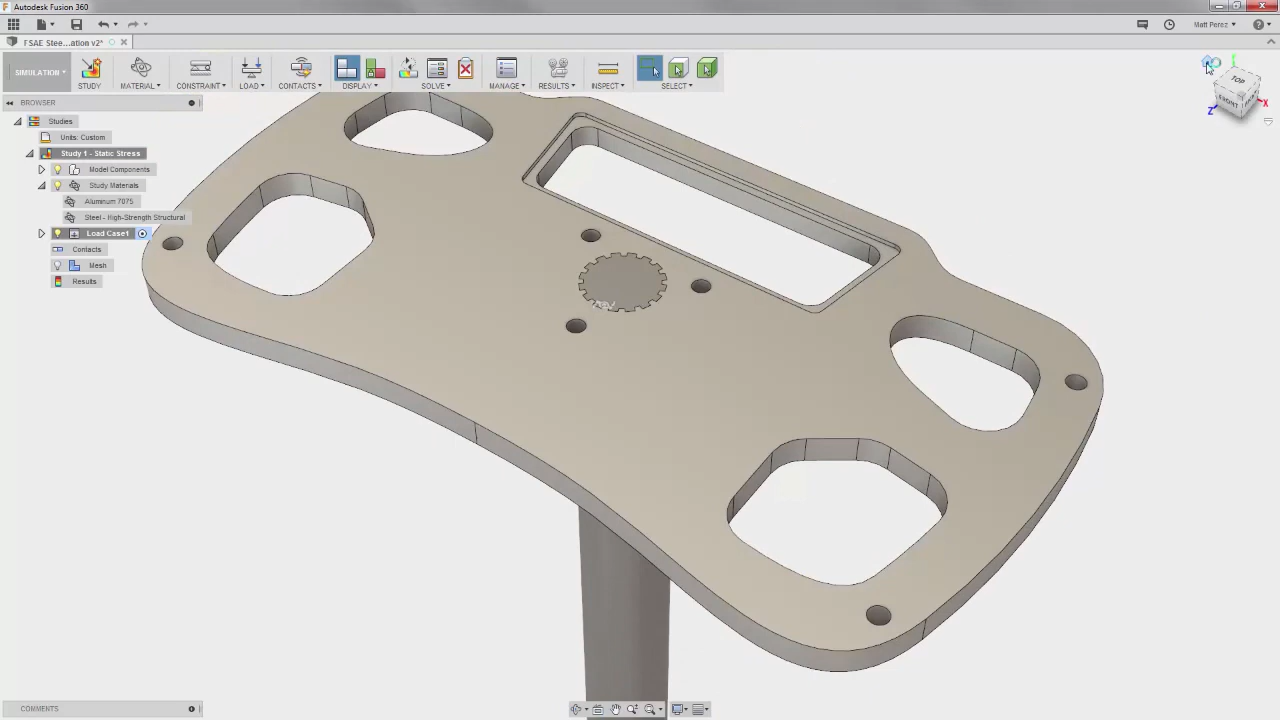 Autodesk Fusion 360
Matt Perez
FSAE Stee...ation v2*
SIMULATION
STUDY
MATERIAL
CONSTRAINT
LOAD
CONTACTS
DISPLAY
SOLVE
MANAGE
RESULTS
INSPECT
SELECT
TOP
FRONT
X
Z
BROWSER
Studies
Units: Custom
Study 1 - Static Stress
Model Components
Study Materials
Aluminum 7075
Steel - High-Strength Structural
Load Case1
Contacts
Mesh
Results
COMMENTS